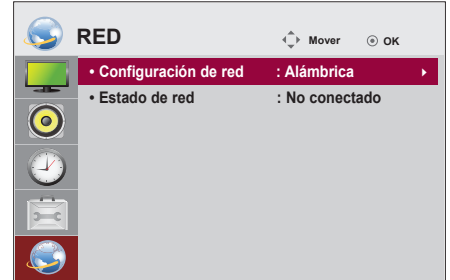 RED Mover OK
• Configuración de red : Alámbrica
• Estado de red : No conectado